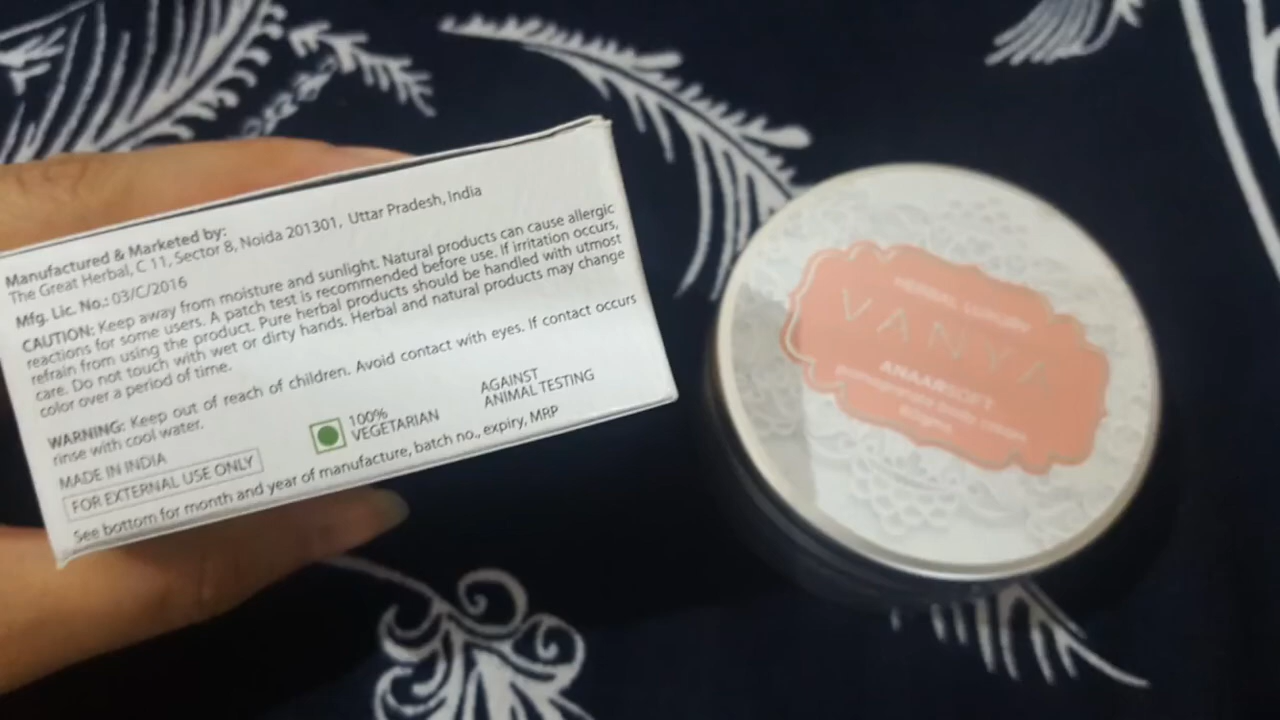 Manufactured & Marketed by:
The Great Herbal, C 11, Sector 8, Noida 201301, Uttar Pradesh, India
Mfg. Lic. No.: 03/C/2016
CAUTION: Keep away from moisture and sunlight. Natural products can cause allergic
reactions for some users. A patch test is recommended before use. If irritation occurs,
refrain from using the product. Pure herbal products should be handled with utmost
care. Do not touch with wet or dirty hands. Herbal and natural products may change
color over a period of time.
WARNING: Keep out of reach of children. Avoid contact with eyes. If contact occurs
rinse with cool water.
MADE IN INDIA
100%
VEGETARIAN
AGAINST
ANIMAL TESTING
FOR EXTERNAL USE ONLY
See bottom for month and year of manufacture, batch no., expiry, MRP
HERBAL LUXURY
VANYA
ANAARSOFT
pomegranate body cream